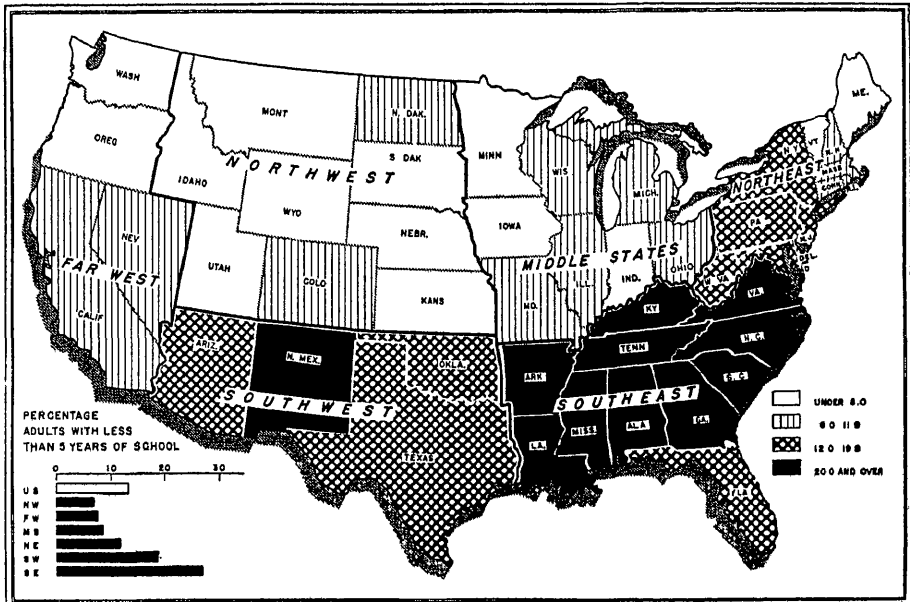 WASH
MONT
N. DAK.
ME.
OREG
MINN
N.Y.
VT
N.H.
IDAHO
NORTHWEST
S DAK
WIS
MICH.
MASS
CONN.
NORTHEAST
WYO
NEBR.
IOWA
PA.
NEV
FAR WEST
UTAH
COLO
KANS
MIDDLE STATES
ILL.
IND.
OHIO
W. VA.
N.J.
DEL.
CALIF
MO.
KY
VA.
ARIZ.
N. MEX.
OKLA.
ARK
TENN
N. C.
S. C
SOUTHWEST
SOUTHEAST
TEXAS
LA.
MISS.
ALA
GA.
FLA
PERCENTAGE
ADULTS WITH LESS
THAN 5 YEARS OF SCHOOL
0 10 20 30
US
NW
FW
MS
NE
SW
SE
UNDER 6.0
6 0 11 9
12 0 19 9
20 0 AND OVER